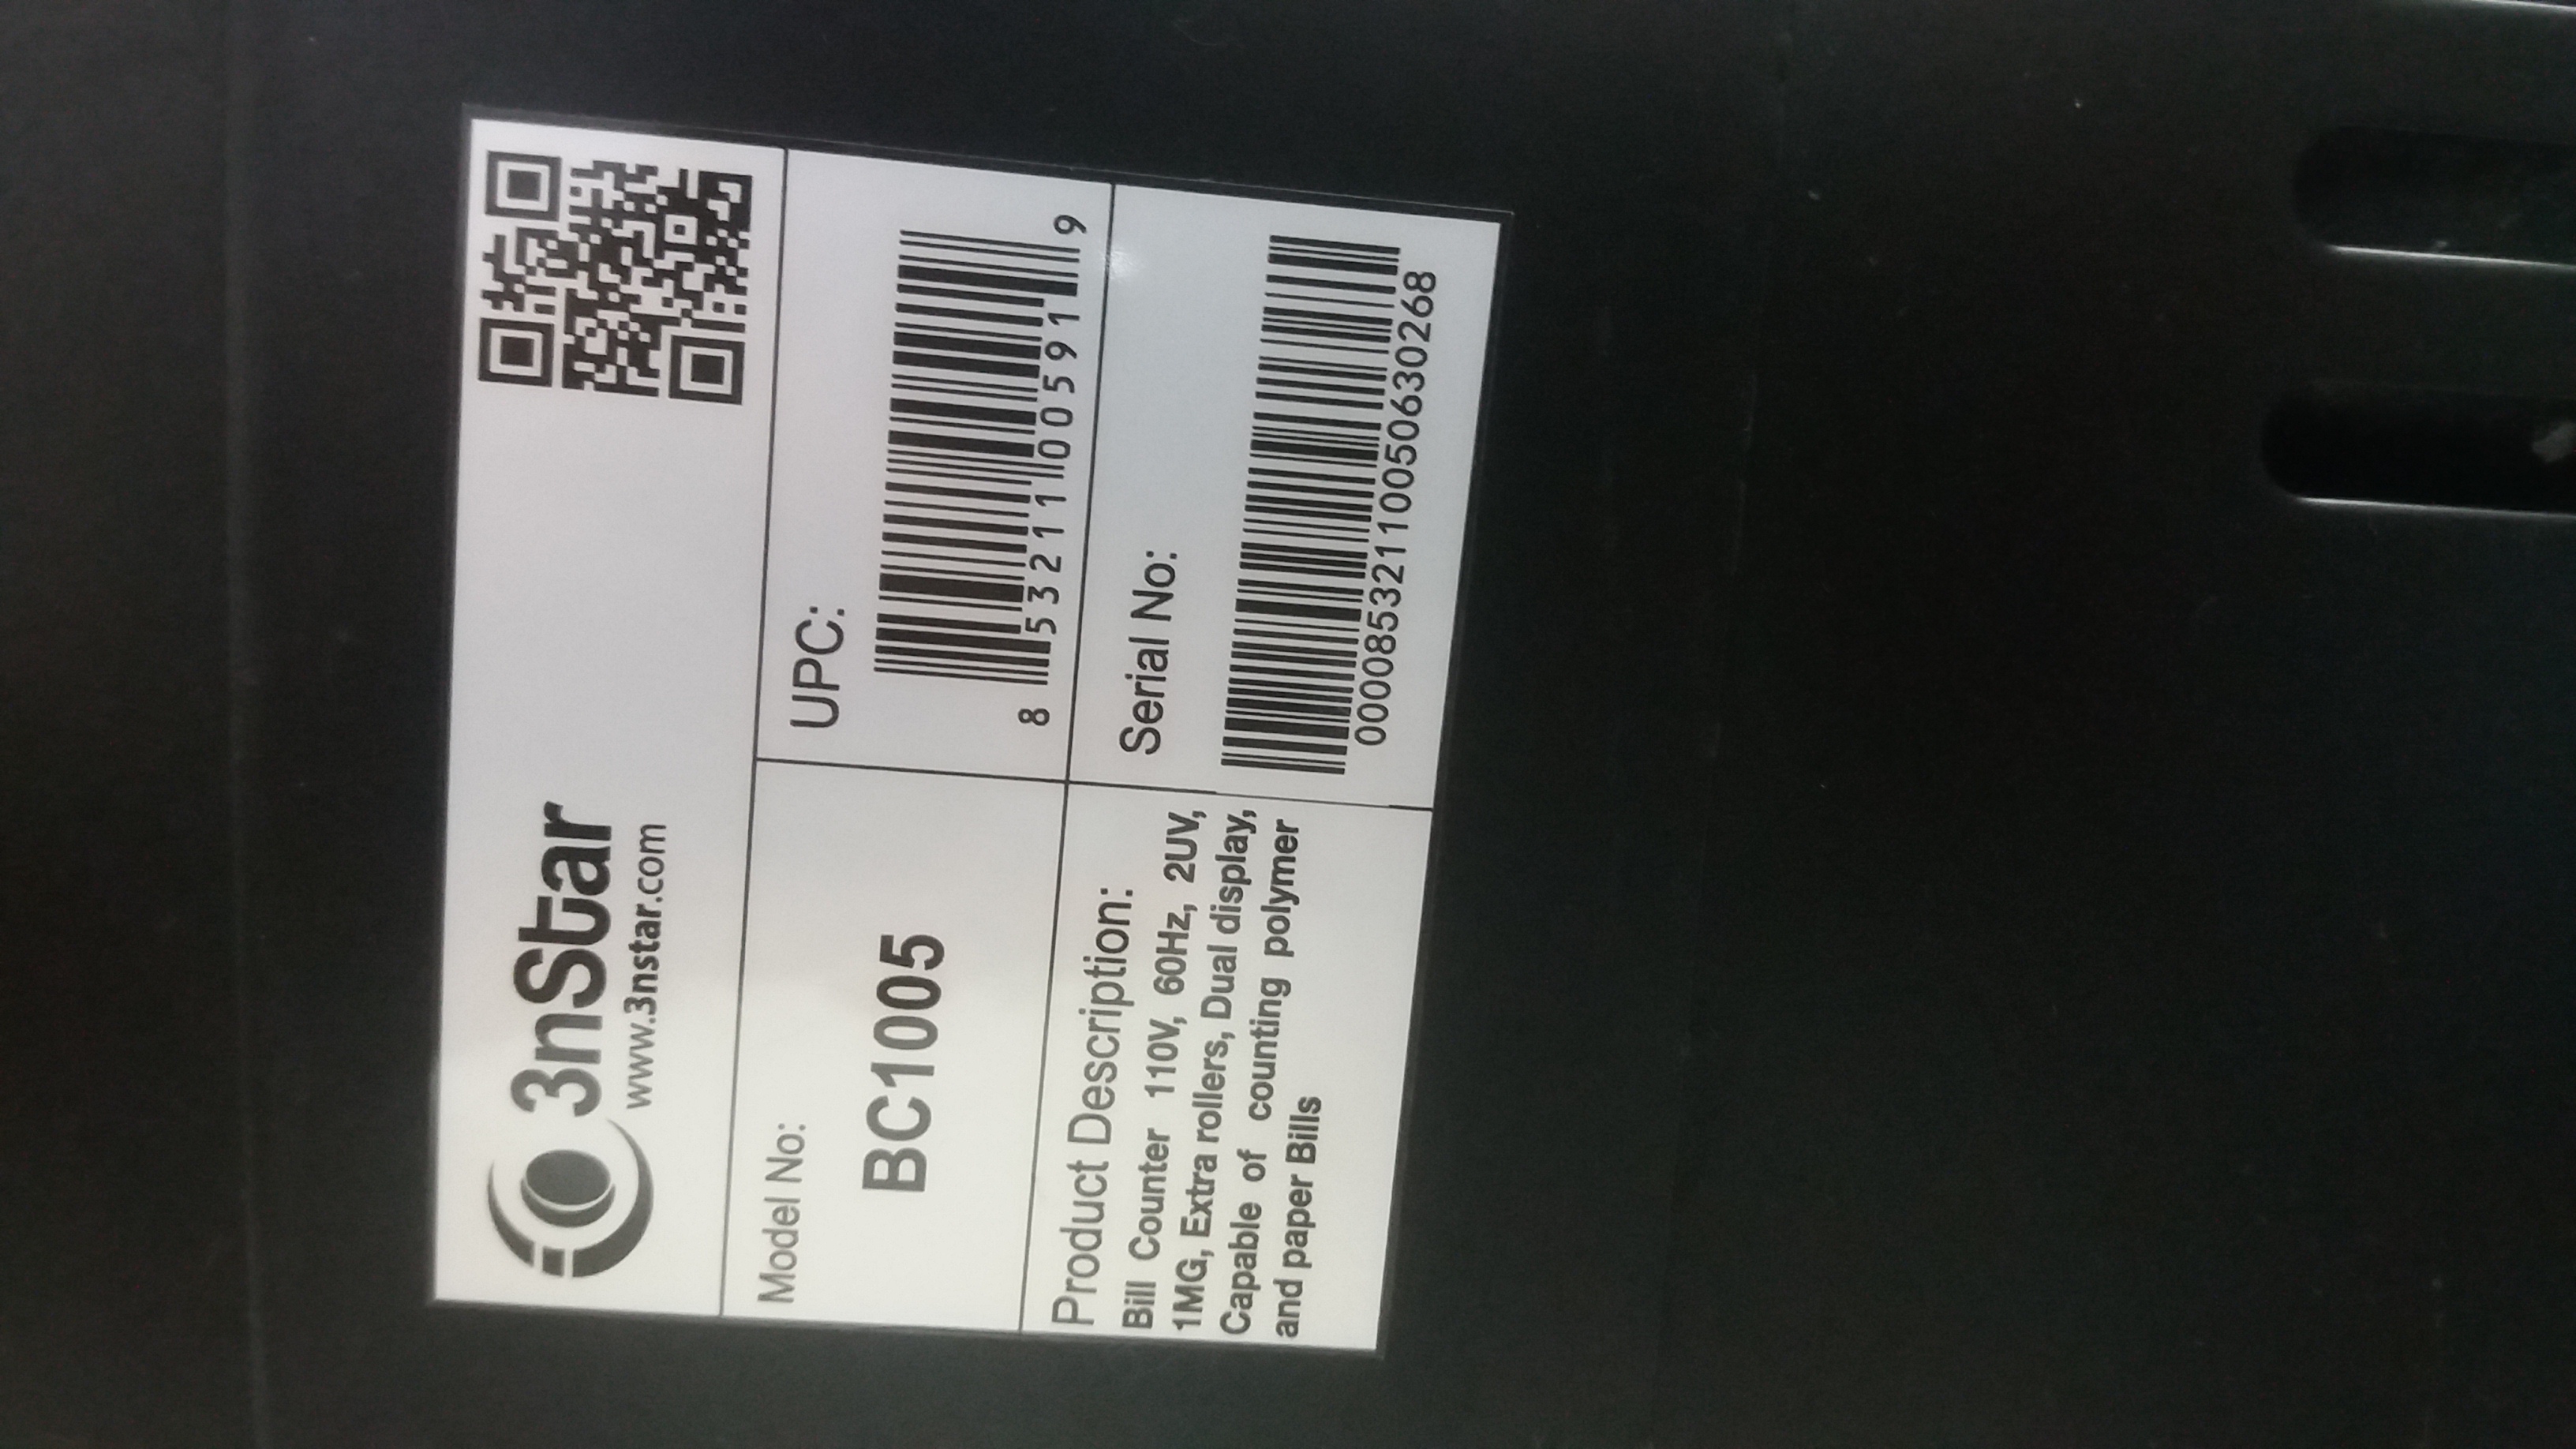 3nStar
www.3nstar.com
Model No:
BC1005
UPC:
8 53211 00591 9
Product Description:
Bill Counter 110V, 60Hz, 2UV,
1MG, Extra rollers, Dual display,
Capable of counting polymer
and paper Bills
Serial No:
00008532110050630268